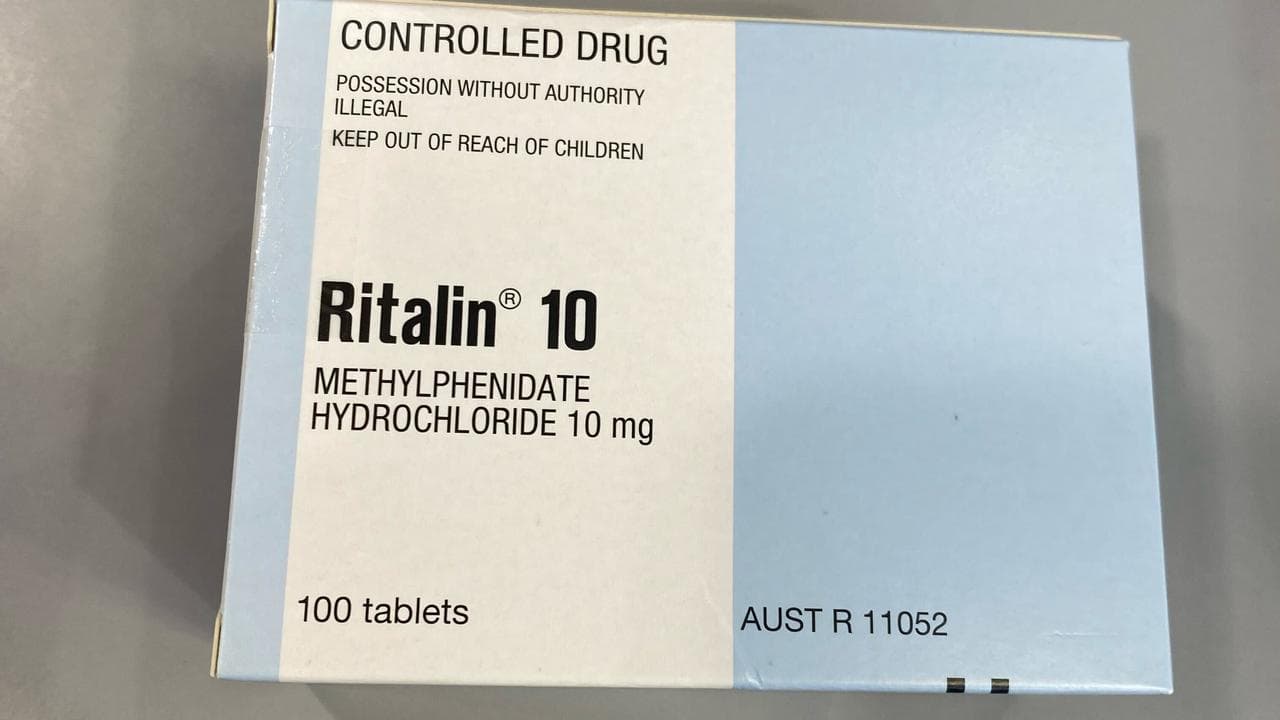 CONTROLLED DRUG
POSSESSION WITHOUT AUTHORITY
ILLEGAL
KEEP OUT OF REACH OF CHILDREN
Ritalin® 10
METHYLPHENIDATE
HYDROCHLORIDE 10 mg
100 tablets
AUST R 11052